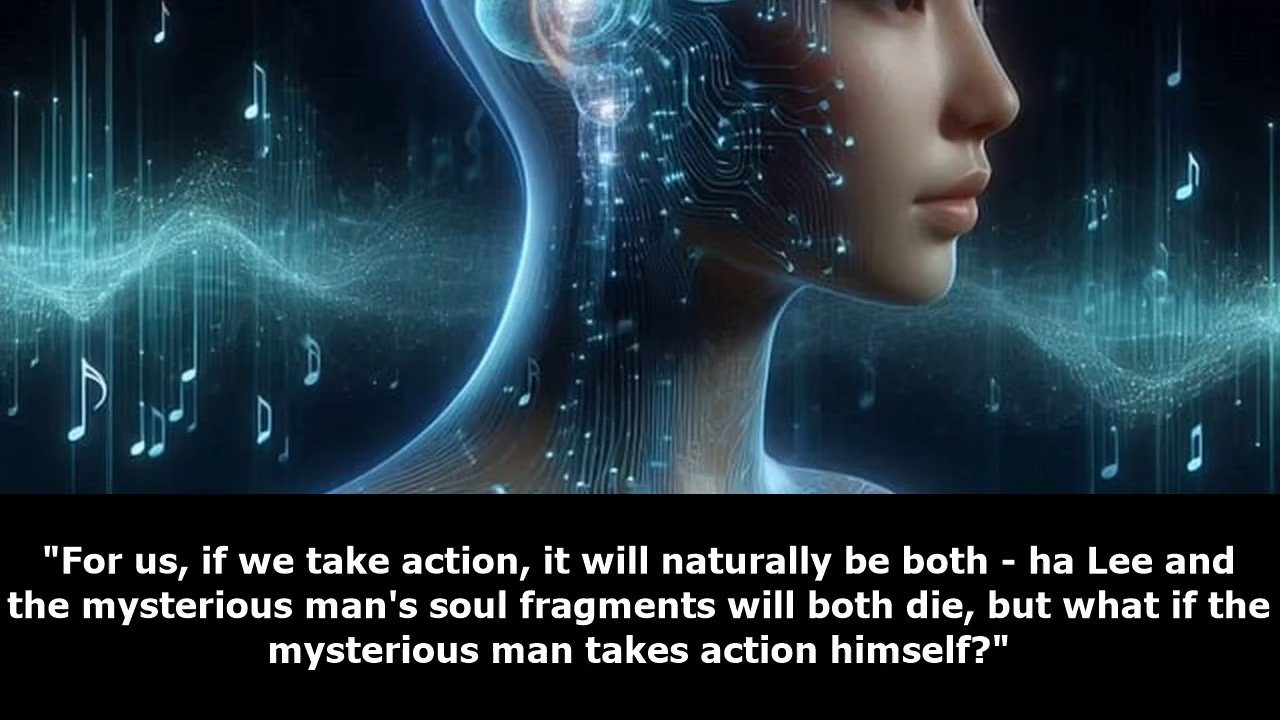 "For us, if we take action, it will naturally be both - ha Lee and
the mysterious man's soul fragments will both die, but what if the
mysterious man takes action himself?"